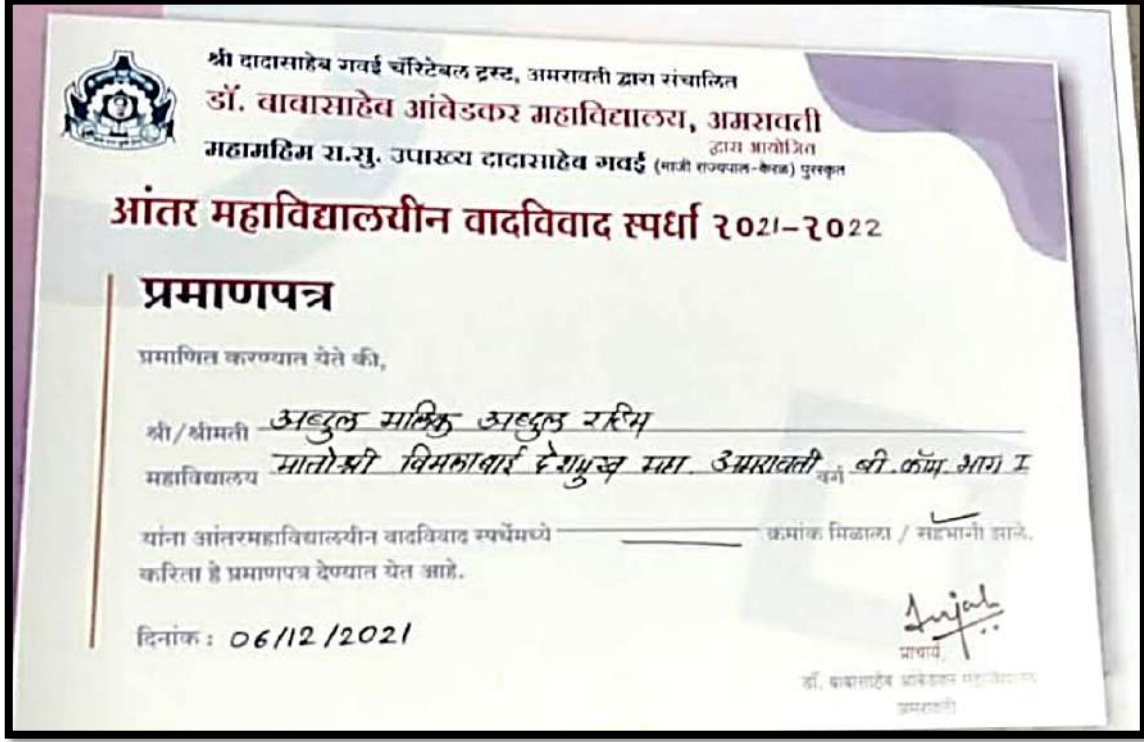 श्री दादासाहेब गवई चॅरिटेबल ट्रस्ट, अमरावती द्वारा संचालित
डॉ. बाबासाहेब आंबेडकर महाविद्यालय, अमरावती
द्वारा आयोजित
महामहिम रा.सु. उपाख्य दादासाहेब गवई (माजी राज्यपाल-केरळ) पुरस्कृत
आंतर महाविद्यालयीन वादविवाद स्पर्धा २०21-२०22
प्रमाणपत्र
प्रमाणित करण्यात येते की,
श्री/श्रीमती अब्दुल मालिक अब्दुल रहिम
महाविद्यालय मातोश्री विमलाबाई देशमुख महा. अमरावती वर्ग बी.कॉम भाग I
यांना आंतरमहाविद्यालयीन वादविवाद स्पर्धेमध्ये क्रमांक मिळाला / सहभागी झाले.
करिता हे प्रमाणपत्र देण्यात येत आहे.
दिनांक : 06/12/2021
प्राचार्य,
डॉ. बाबासाहेब आंबेडकर महाविद्यालय
अमरावती